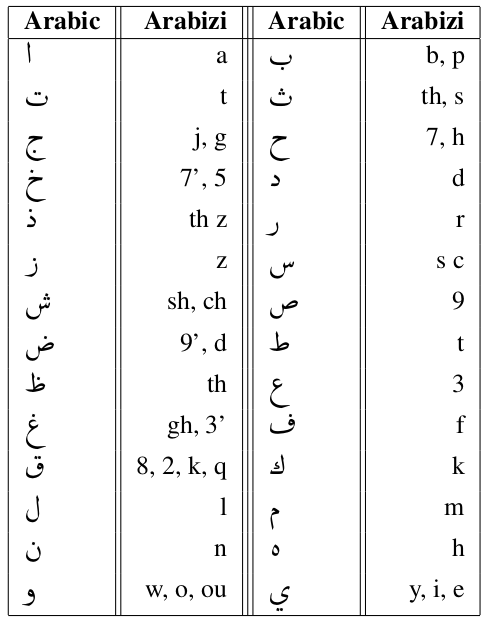 Arabic Arabizi Arabic Arabizi
ا a ب b, p
ت t ث th, s
ج j, g ح 7, h
خ 7’, 5 د d
ذ th z ر r
ز z س s c
ش sh, ch ص 9
ض 9’, d ط t
ظ th ع 3
غ gh, 3’ ف f
ق 8, 2, k, q ك k
ل l م m
ن n ه h
و w, o, ou ي y, i, e